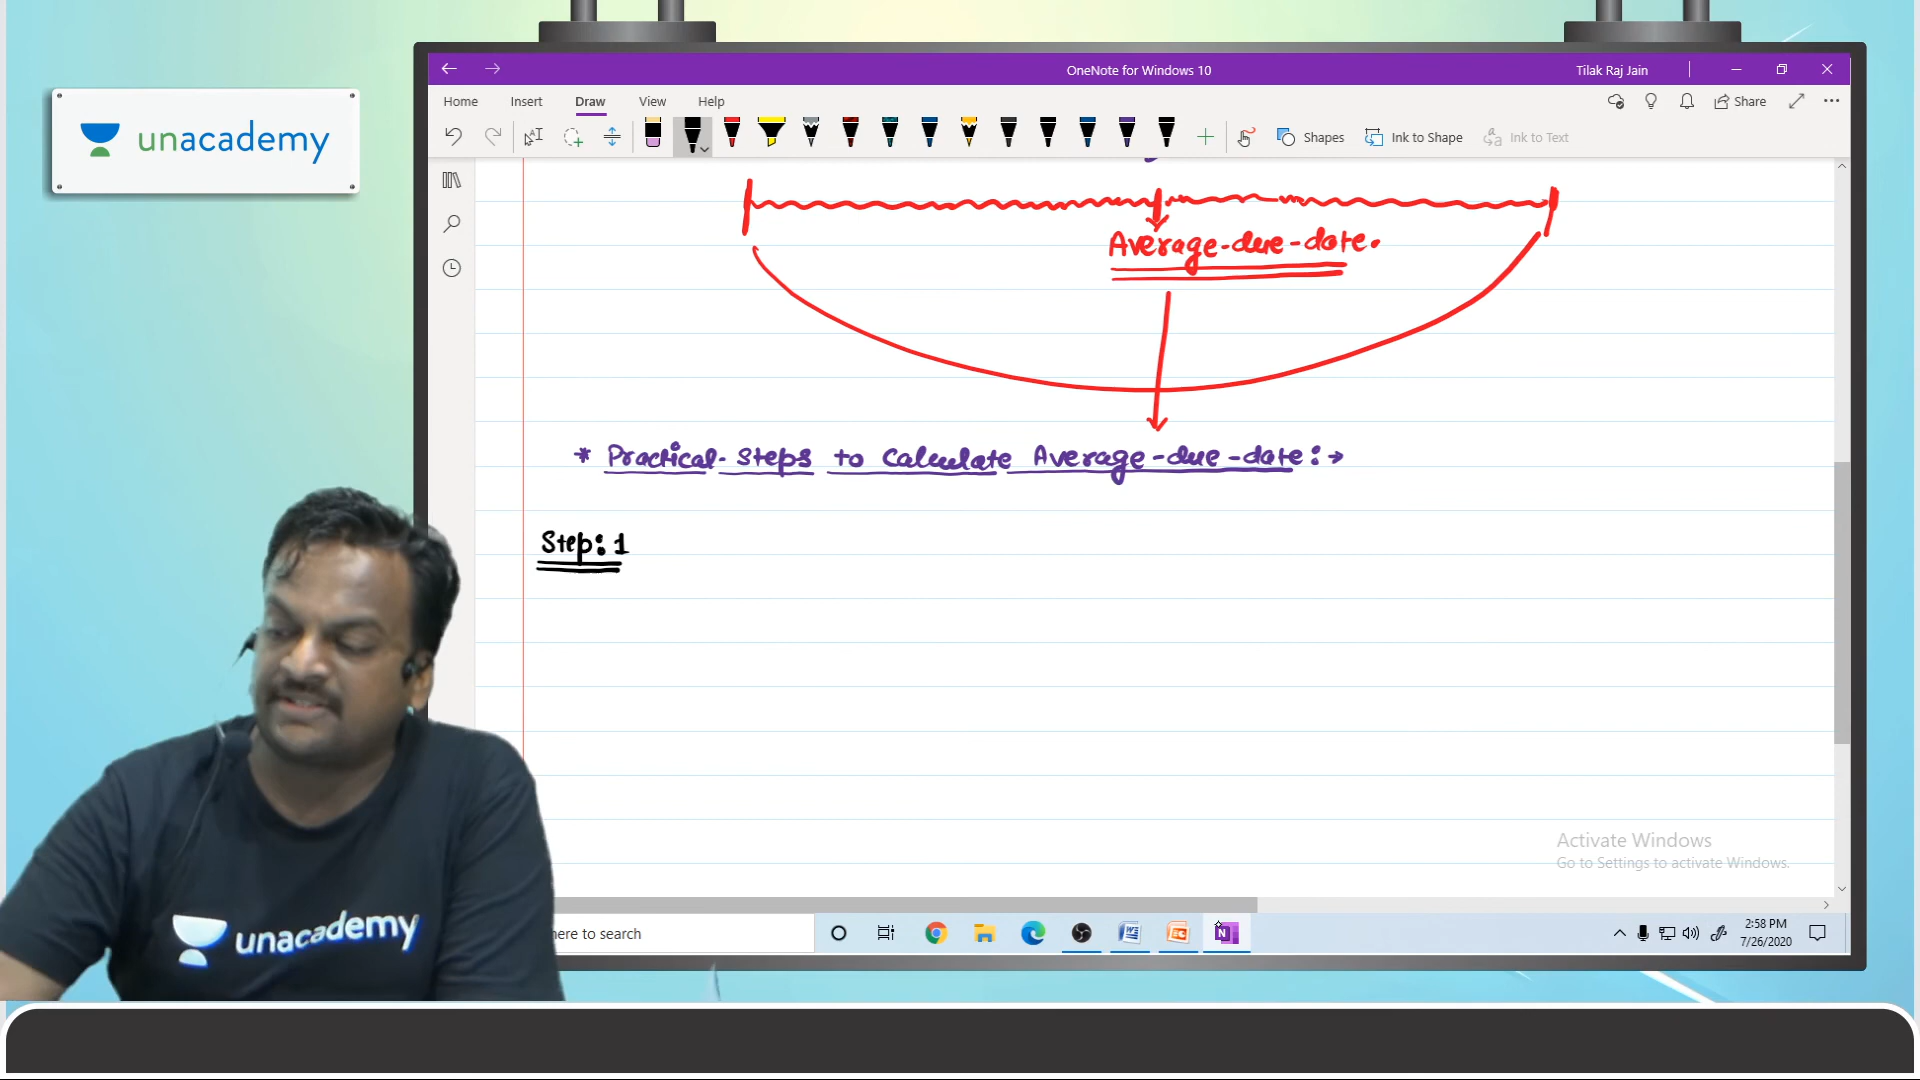 unacademy
OneNote for Windows 10
Tilak Raj Jain
Home Insert Draw View Help
Share
Shapes
Ink to Shape
Ink to Text
Average-due-date.
* Practical-Steps to Calculate Average-due-date:→
Step: 1
Activate Windows
Go to Settings to activate Windows.
unacademy
here to search
2:58 PM
7/26/2020